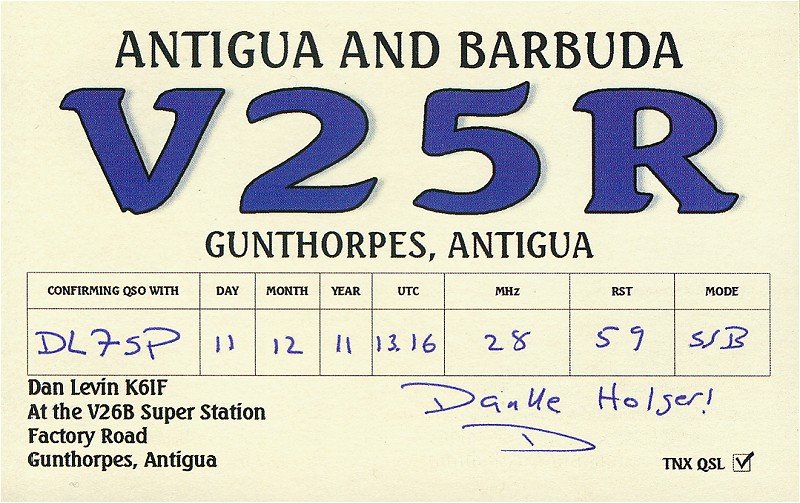 ANTIGUA AND BARBUDA
V25R
GUNTHORPES, ANTIGUA
CONFIRMING QSO WITH DAY MONTH YEAR UTC MHz RST MODE
DL7SP 11 12 11 13.16 28 59 SSB
Dan Levin K6IF
At the V26B Super Station
Factory Road
Gunthorpes, Antigua
Danke Holger!
D
TNX QSL ☑